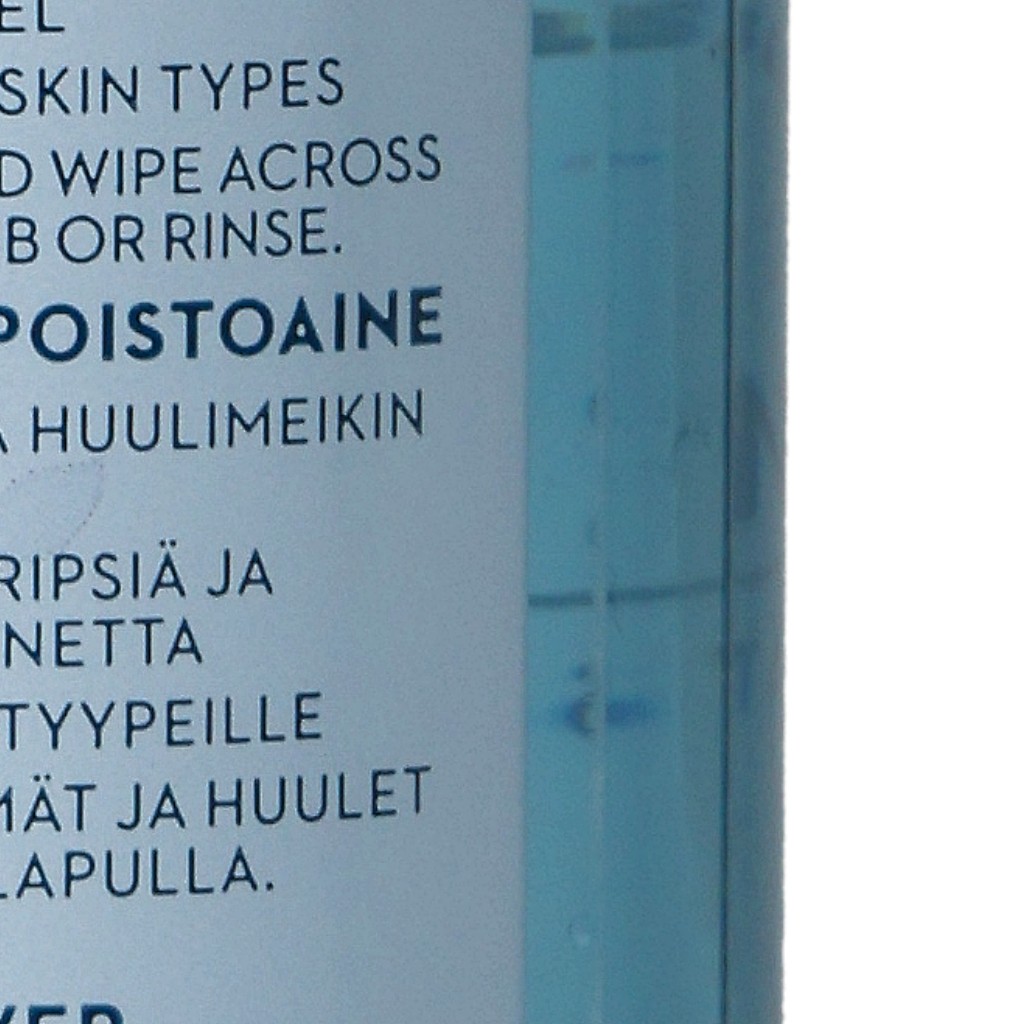 EL
SKIN TYPES
D WIPE ACROSS
B OR RINSE.
POISTOAINE
A HUULIMEIKIN
RIPSIÄ JA
NETTA
TYYPEILLE
MÄT JA HUULET
LAPULLA.